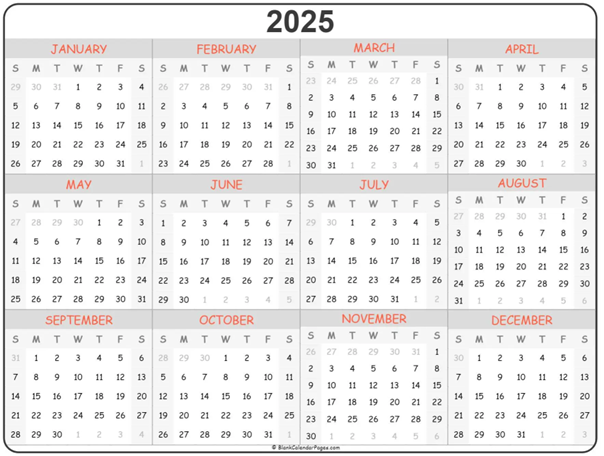 2025
JANUARY
S M T W T F S
29 30 31 1 2 3 4
5 6 7 8 9 10 11
12 13 14 15 16 17 18
19 20 21 22 23 24 25
26 27 28 29 30 31 1
FEBRUARY
S M T W T F S
26 27 28 29 30 31 1
2 3 4 5 6 7 8
9 10 11 12 13 14 15
16 17 18 19 20 21 22
23 24 25 26 27 28 1
MARCH
S M T W T F S
23 24 25 26 27 28 1
2 3 4 5 6 7 8
9 10 11 12 13 14 15
16 17 18 19 20 21 22
23 24 25 26 27 28 29
30 31 1 2 3 4 5
APRIL
S M T W T F S
30 31 1 2 3 4 5
6 7 8 9 10 11 12
13 14 15 16 17 18 19
20 21 22 23 24 25 26
27 28 29 30 1 2 3
MAY
S M T W T F S
27 28 29 30 1 2 3
4 5 6 7 8 9 10
11 12 13 14 15 16 17
18 19 20 21 22 23 24
25 26 27 28 29 30 31
JUNE
S M T W T F S
1 2 3 4 5 6 7
8 9 10 11 12 13 14
15 16 17 18 19 20 21
22 23 24 25 26 27 28
29 30 1 2 3 4 5
JULY
S M T W T F S
29 30 1 2 3 4 5
6 7 8 9 10 11 12
13 14 15 16 17 18 19
20 21 22 23 24 25 26
27 28 29 30 31 1 2
AUGUST
S M T W T F S
27 28 29 30 31 1 2
3 4 5 6 7 8 9
10 11 12 13 14 15 16
17 18 19 20 21 22 23
24 25 26 27 28 29 30
31 1 2 3 4 5 6
SEPTEMBER
S M T W T F S
31 1 2 3 4 5 6
7 8 9 10 11 12 13
14 15 16 17 18 19 20
21 22 23 24 25 26 27
28 29 30 1 2 3 4
OCTOBER
S M T W T F S
28 29 30 1 2 3 4
5 6 7 8 9 10 11
12 13 14 15 16 17 18
19 20 21 22 23 24 25
26 27 28 29 30 31 1
NOVEMBER
S M T W T F S
26 27 28 29 30 31 1
2 3 4 5 6 7 8
9 10 11 12 13 14 15
16 17 18 19 20 21 22
23 24 25 26 27 28 29
30 1 2 3 4 5 6
DECEMBER
S M T W T F S
30 1 2 3 4 5 6
7 8 9 10 11 12 13
14 15 16 17 18 19 20
21 22 23 24 25 26 27
28 29 30 31 1 2 3
© BlankCalendarPages.com